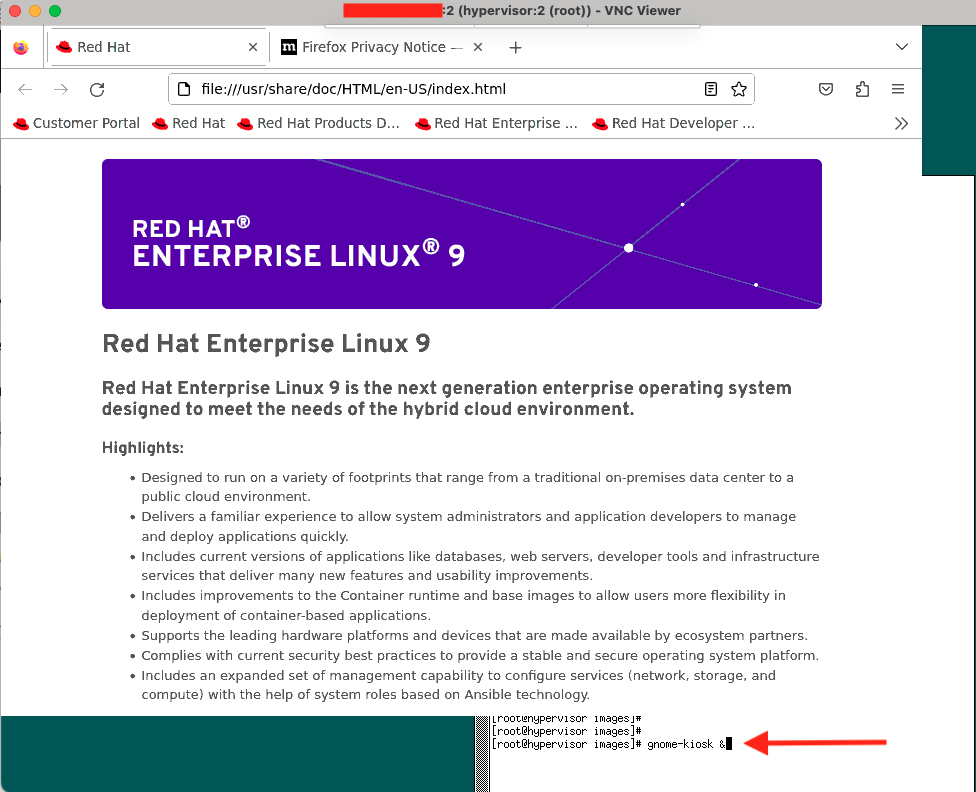 :2 (hypervisor:2 (root)) - VNC Viewer
Red Hat
Firefox Privacy Notice —
file:///usr/share/doc/HTML/en-US/index.html
Customer Portal Red Hat Red Hat Products D... Red Hat Enterprise ... Red Hat Developer ...
RED HAT®
ENTERPRISE LINUX® 9
Red Hat Enterprise Linux 9
Red Hat Enterprise Linux 9 is the next generation enterprise operating system
designed to meet the needs of the hybrid cloud environment.
Highlights:
• Designed to run on a variety of footprints that range from a traditional on-premises data center to a
public cloud environment.
• Delivers a familiar experience to allow system administrators and application developers to manage
and deploy applications quickly.
• Includes current versions of applications like databases, web servers, developer tools and infrastructure
services that deliver many new features and usability improvements.
• Includes improvements to the Container runtime and base images to allow users more flexibility in
deployment of container-based applications.
• Supports the leading hardware platforms and devices that are made available by ecosystem partners.
• Complies with current security best practices to provide a stable and secure operating system platform.
• Includes an expanded set of management capability to configure services (network, storage, and
compute) with the help of system roles based on Ansible technology.
[root@hypervisor images]#
[root@hypervisor images]#
[root@hypervisor images]# gnome-kiosk &